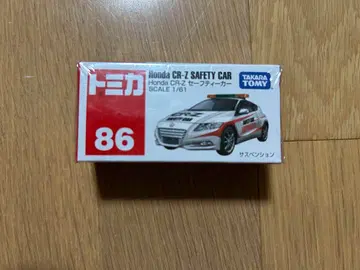 トミカ
86
Honda CR-Z SAFETY CAR
Honda CR-Z セーフティーカー
SCALE 1/61
TAKARA
TOMY
サスペンション